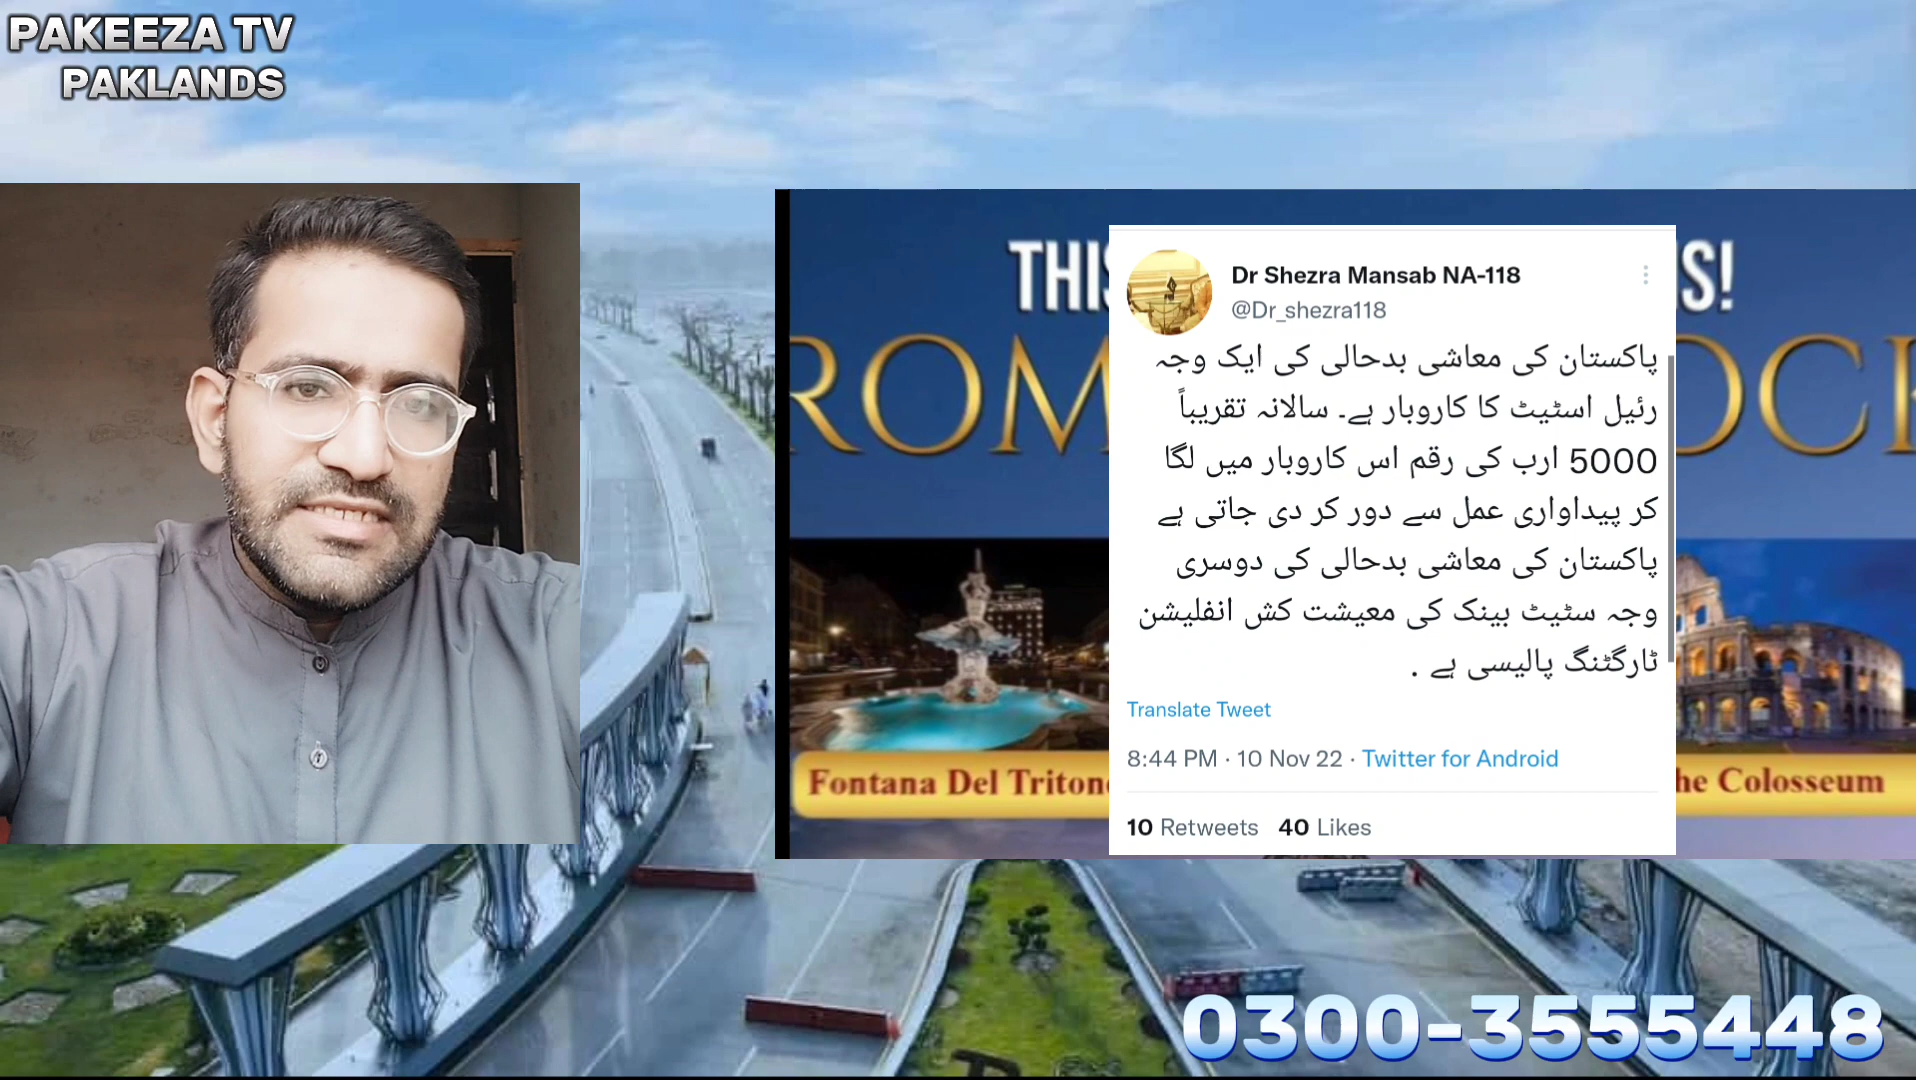 PAKEEZA TV
PAKLANDS
THIS IS!
ROM OCK
Dr Shezra Mansab NA-118
@Dr_shezra118
پاکستان کی معاشی بدحالی کی ایک وجہ
رئیل اسٹیٹ کا کاروبار ہے۔ سالانہ تقریباً
5000 ارب کی رقم اس کاروبار میں لگا
کر پیداواری عمل سے دور کر دی جاتی ہے
پاکستان کی معاشی بدحالی کی دوسری
وجہ سٹیٹ بینک کی معیشت کش انفلیشن
ٹارگٹنگ پالیسی ہے .
Translate Tweet
8:44 PM · 10 Nov 22 · Twitter for Android
10 Retweets 40 Likes
Fontana Del Triton
he Colosseum
0300-3555448